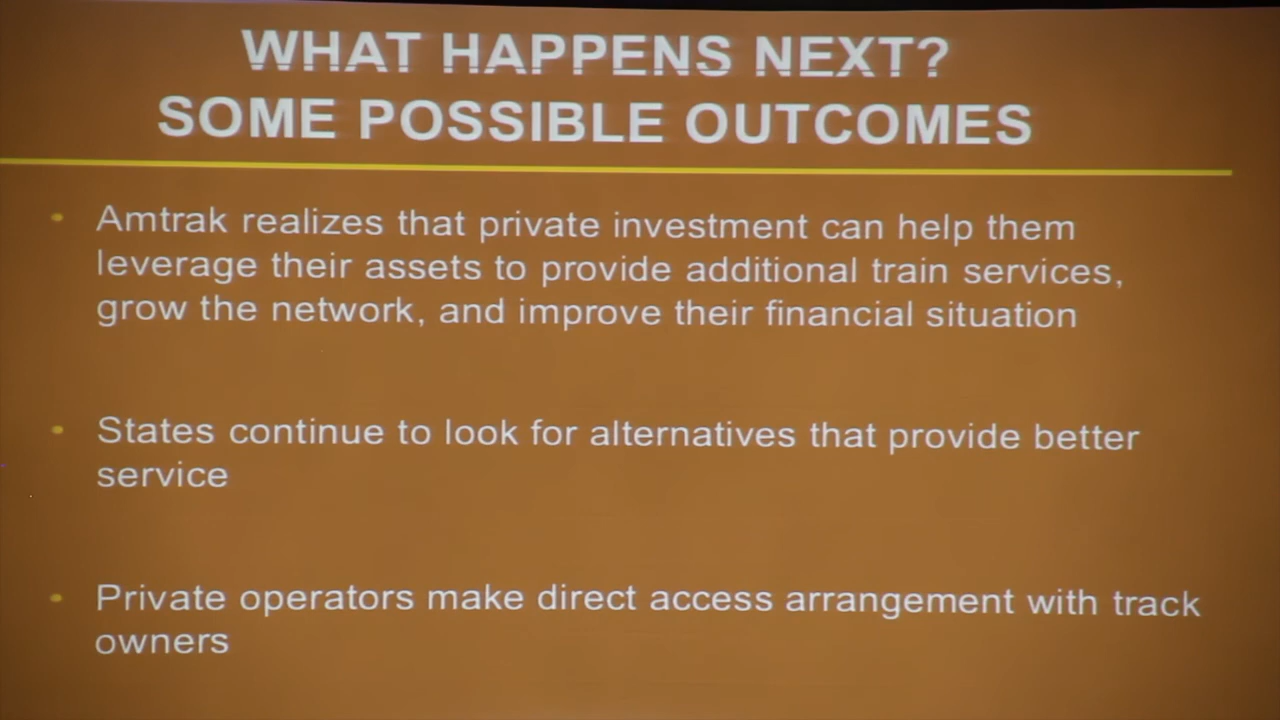 WHAT HAPPENS NEXT?
SOME POSSIBLE OUTCOMES
• Amtrak realizes that private investment can help them
leverage their assets to provide additional train services,
grow the network, and improve their financial situation
• States continue to look for alternatives that provide better
service
• Private operators make direct access arrangement with track
owners